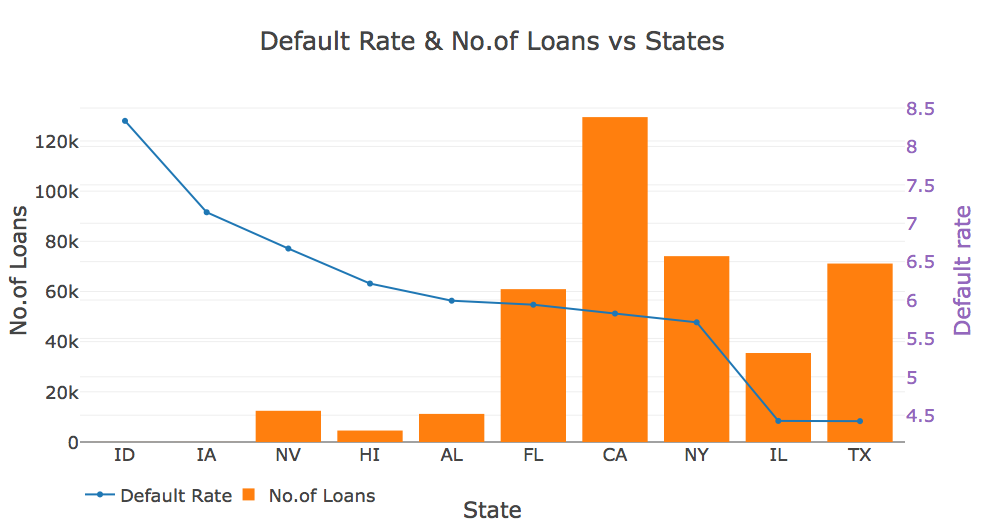 Default Rate & No.of Loans vs States
No.of Loans
120k
100k
80k
60k
40k
20k
0
8.5
8
7.5
7
6.5
6
5.5
5
4.5
Default rate
ID IA NV HI AL FL CA NY IL TX
Default Rate No.of Loans
State